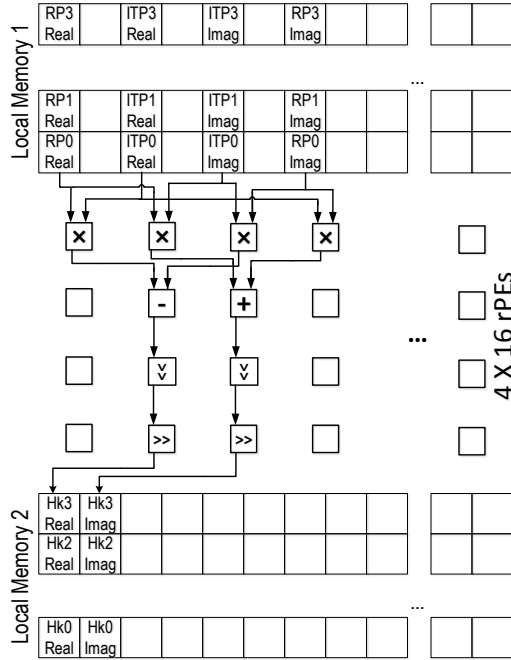 Local Memory 1
RP3 ITP3 ITP3 RP3
Real Real Imag Imag
...
RP1 ITP1 ITP1 RP1
Real Real Imag Imag
RP0 ITP0 ITP0 RP0
Real Real Imag Imag
× × × ×
- +
...
4 X 16 rPEs
>> >>
>> >>
Local Memory 2
Hk3 Hk3
Real Imag
Hk2 Hk2
Real Imag
...
Hk0 Hk0
Real Imag